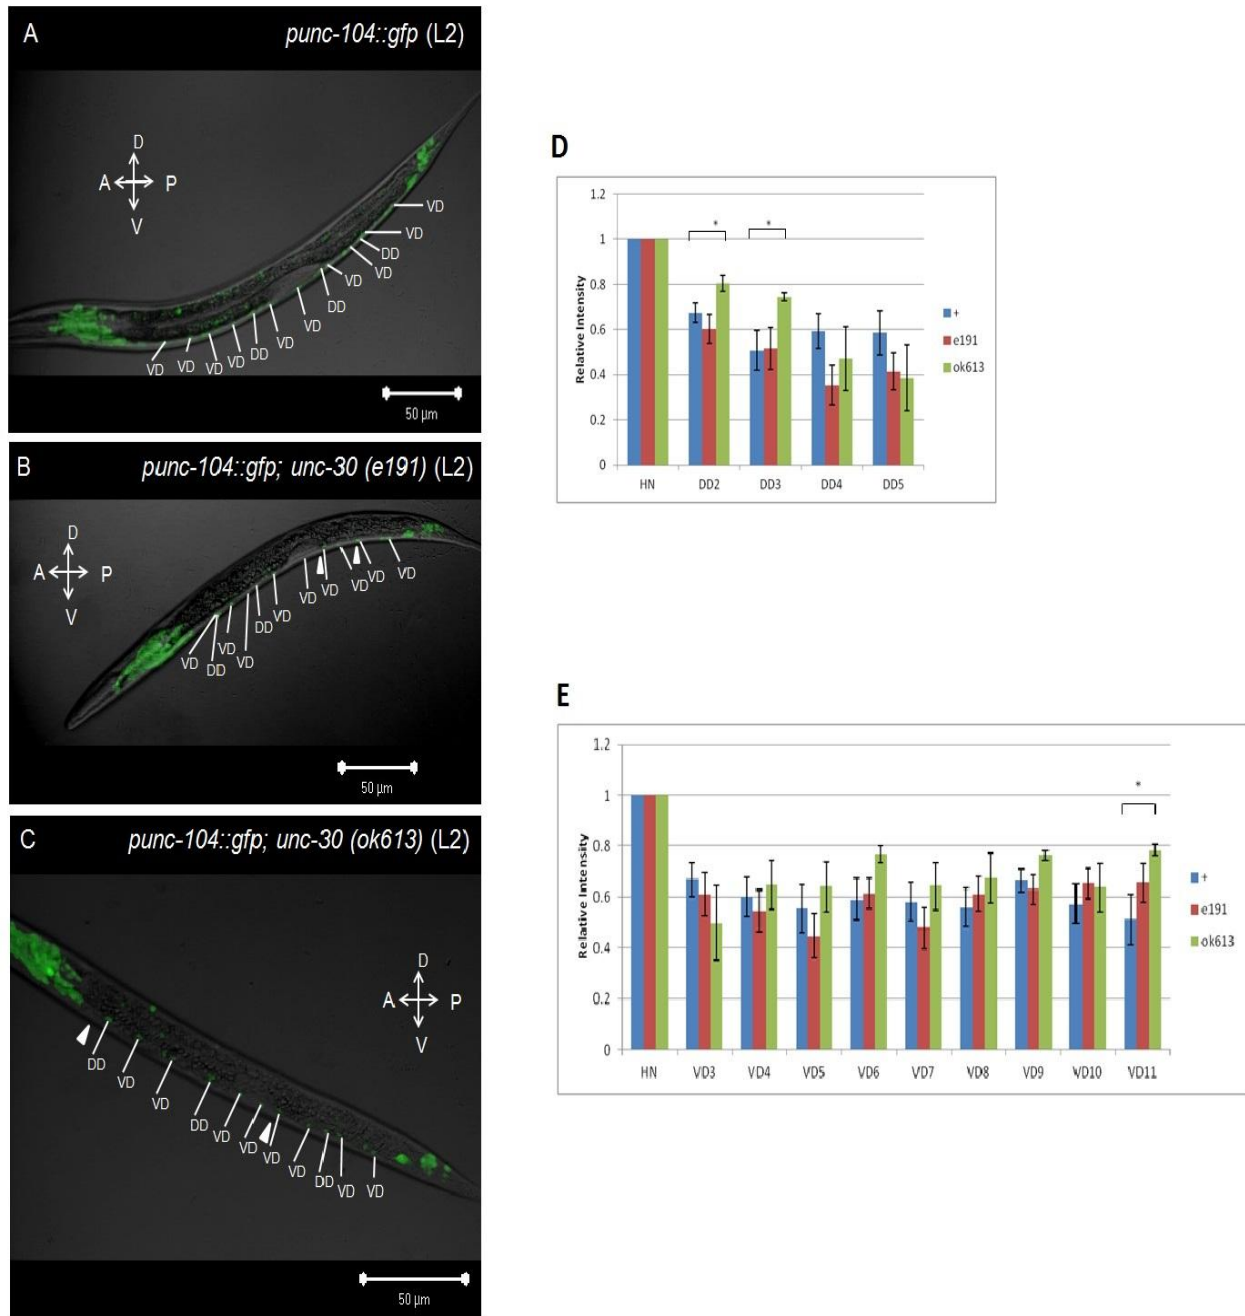 A
punc-104::gfp (L2)
D
A P
V
VD
VD
DD
VD
VD
DD
VD
VD
DD
VD
VD
VD
VD
50 µm
B
punc-104::gfp; unc-30 (e191) (L2)
D
A P
V
VD
VD
VD
VD
VD
VD
DD
VD
VD
DD
VD
50 µm
C
punc-104::gfp; unc-30 (ok613) (L2)
D
A P
V
DD
VD
VD
DD
VD
VD
VD
VD
DD
VD
VD
50 µm
D
Relative Intensity
1.2
1
0.8
0.6
0.4
0.2
0
* *
HN DD2 DD3 DD4 DD5
+
e191
ok613
E
Relative Intensity
1.2
1
0.8
0.6
0.4
0.2
0
*
HN VD3 VD4 VD5 VD6 VD7 VD8 VD9 VD10 VD11
+
e191
ok613